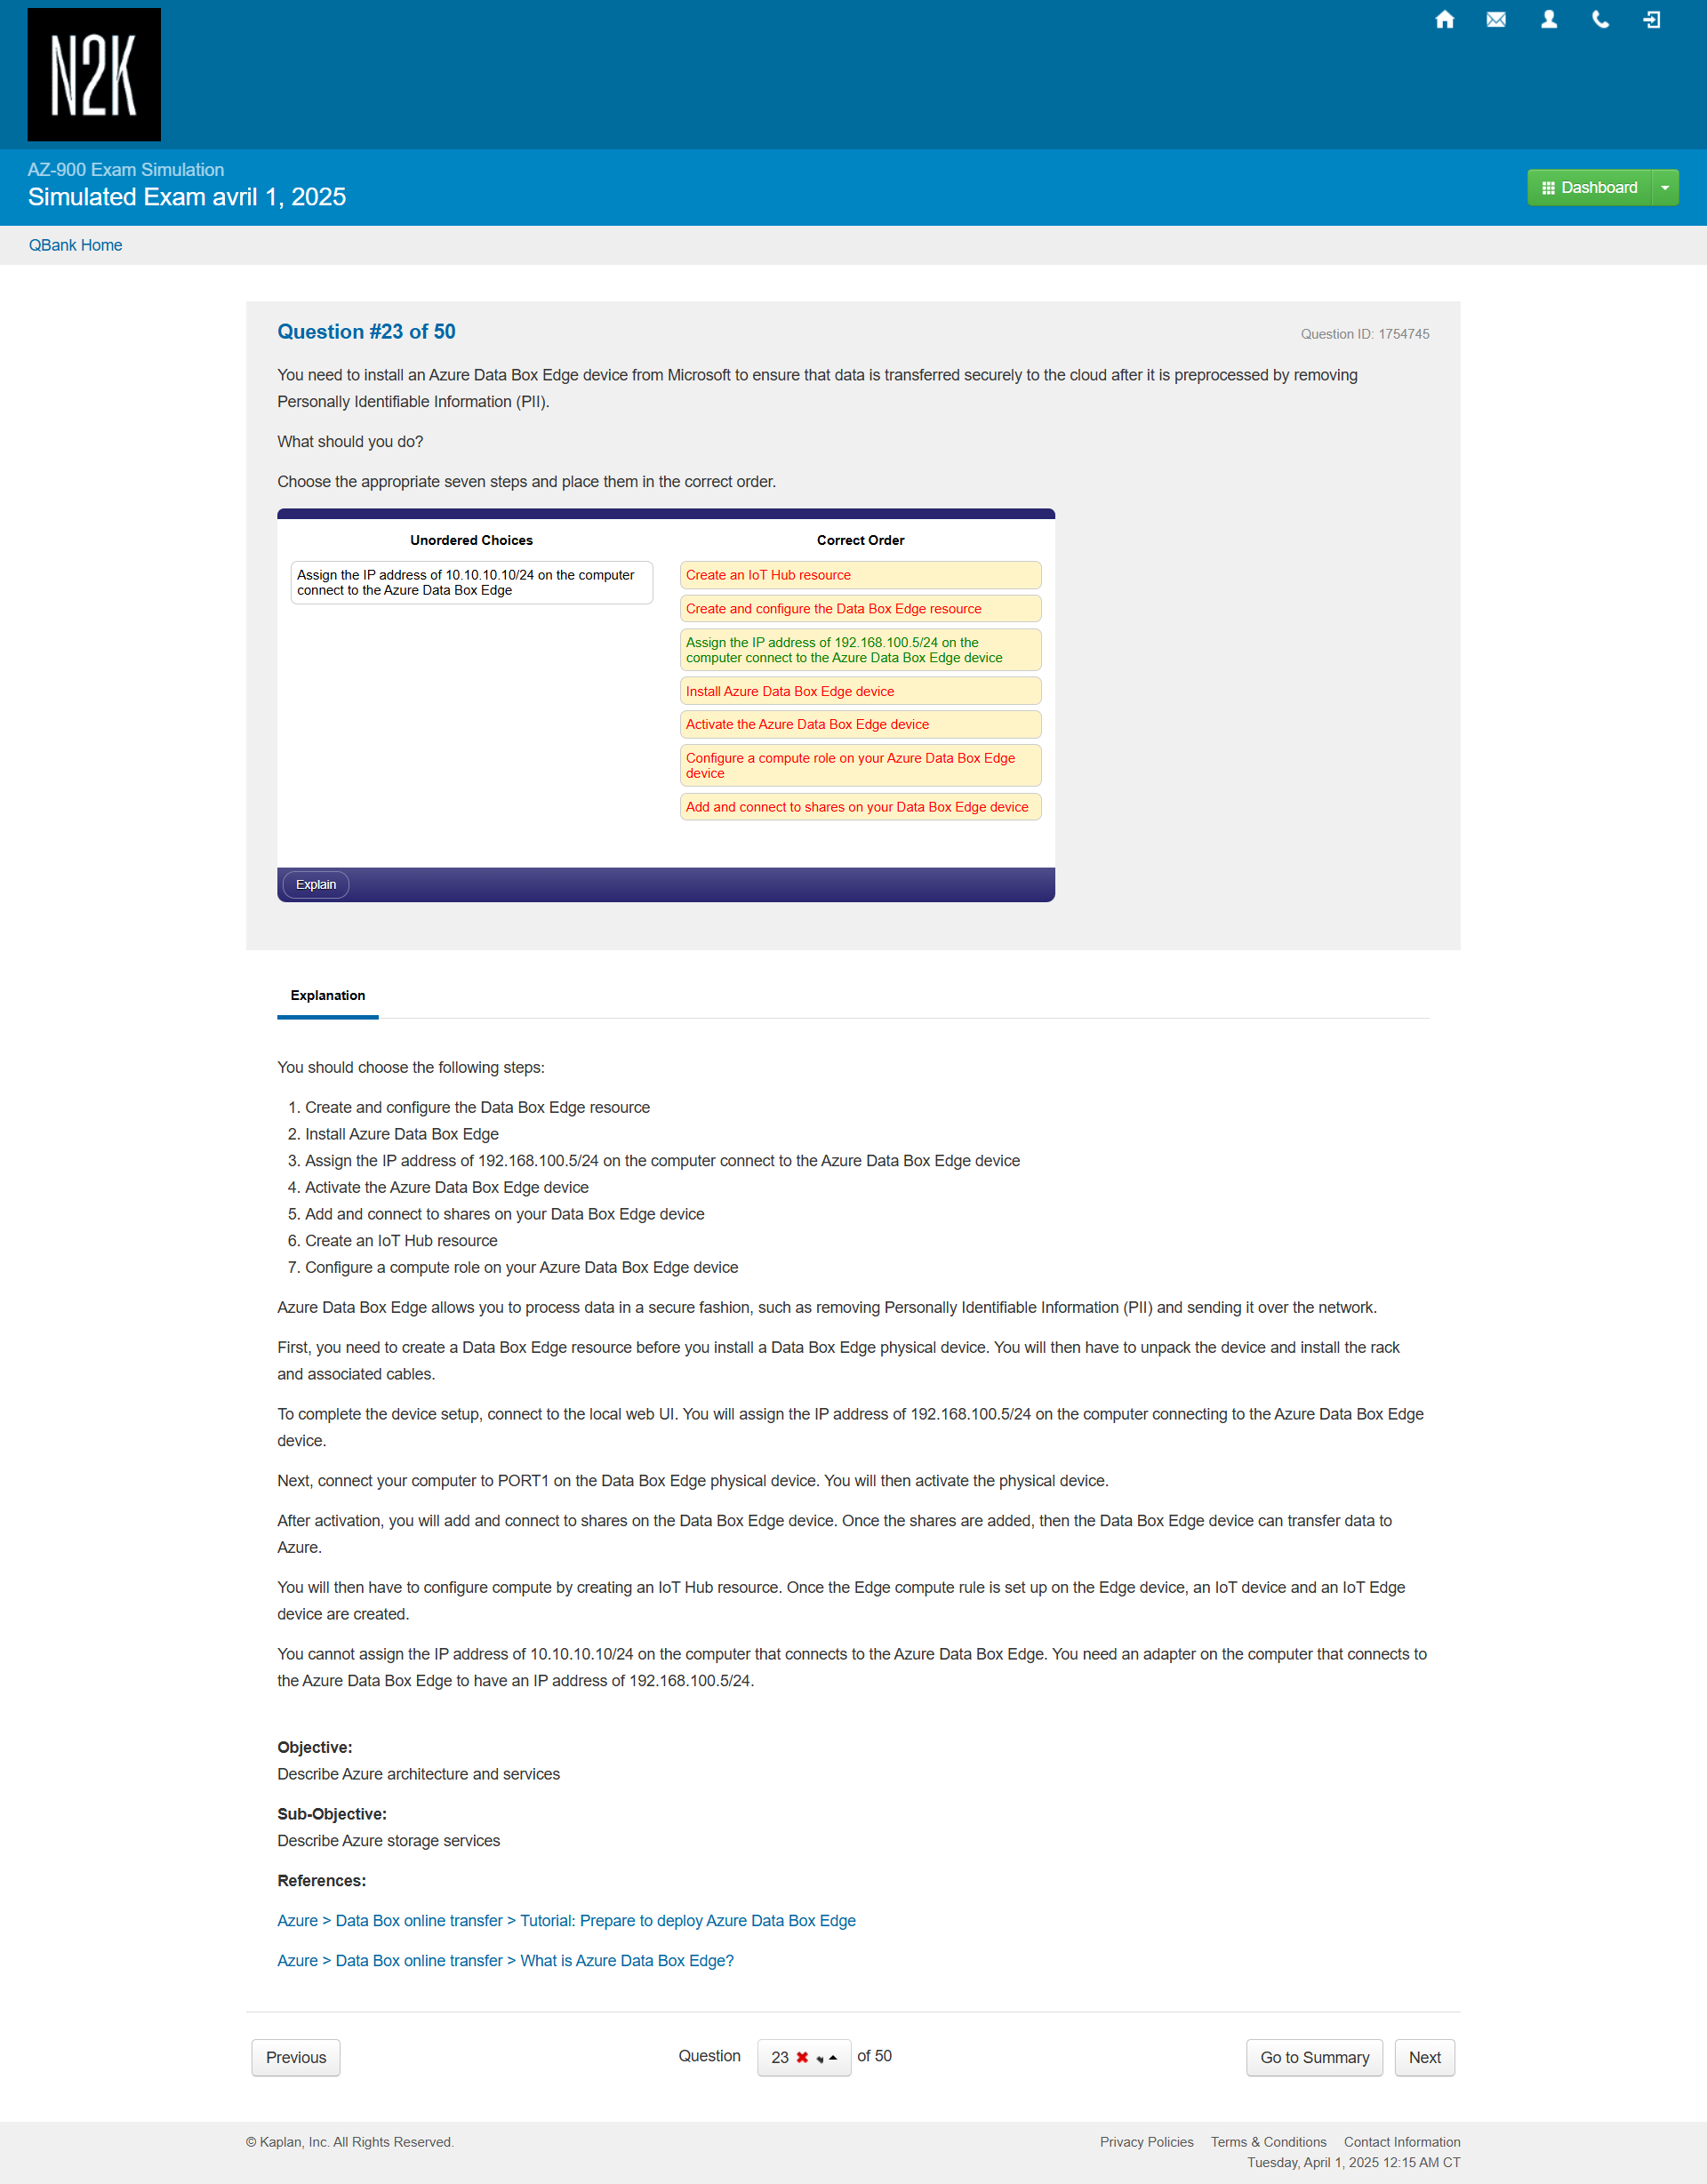 N2K
AZ-900 Exam Simulation
Simulated Exam avril 1, 2025
Dashboard
QBank Home
Question #23 of 50
Question ID: 1754745
You need to install an Azure Data Box Edge device from Microsoft to ensure that data is transferred securely to the cloud after it is preprocessed by removing
Personally Identifiable Information (PII).
What should you do?
Choose the appropriate seven steps and place them in the correct order.
Unordered Choices
Assign the IP address of 10.10.10.10/24 on the computer
connect to the Azure Data Box Edge
Correct Order
Create an IoT Hub resource
Create and configure the Data Box Edge resource
Assign the IP address of 192.168.100.5/24 on the
computer connect to the Azure Data Box Edge device
Install Azure Data Box Edge device
Activate the Azure Data Box Edge device
Configure a compute role on your Azure Data Box Edge
device
Add and connect to shares on your Data Box Edge device
Explain
Explanation
You should choose the following steps:
1. Create and configure the Data Box Edge resource
2. Install Azure Data Box Edge
3. Assign the IP address of 192.168.100.5/24 on the computer connect to the Azure Data Box Edge device
4. Activate the Azure Data Box Edge device
5. Add and connect to shares on your Data Box Edge device
6. Create an IoT Hub resource
7. Configure a compute role on your Azure Data Box Edge device
Azure Data Box Edge allows you to process data in a secure fashion, such as removing Personally Identifiable Information (PII) and sending it over the network.
First, you need to create a Data Box Edge resource before you install a Data Box Edge physical device. You will then have to unpack the device and install the rack
and associated cables.
To complete the device setup, connect to the local web UI. You will assign the IP address of 192.168.100.5/24 on the computer connecting to the Azure Data Box Edge
device.
Next, connect your computer to PORT1 on the Data Box Edge physical device. You will then activate the physical device.
After activation, you will add and connect to shares on the Data Box Edge device. Once the shares are added, then the Data Box Edge device can transfer data to
Azure.
You will then have to configure compute by creating an IoT Hub resource. Once the Edge compute rule is set up on the Edge device, an IoT device and an IoT Edge
device are created.
You cannot assign the IP address of 10.10.10.10/24 on the computer that connects to the Azure Data Box Edge. You need an adapter on the computer that connects to
the Azure Data Box Edge to have an IP address of 192.168.100.5/24.
Objective:
Describe Azure architecture and services
Sub-Objective:
Describe Azure storage services
References:
Azure > Data Box online transfer > Tutorial: Prepare to deploy Azure Data Box Edge
Azure > Data Box online transfer > What is Azure Data Box Edge?
Previous
Question 23 of 50
Go to Summary
Next
© Kaplan, Inc. All Rights Reserved.
Privacy Policies Terms & Conditions Contact Information
Tuesday, April 1, 2025 12:15 AM CT